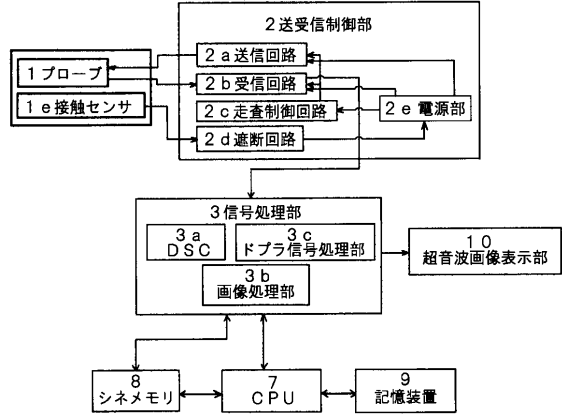 ２送受信制御部
２ａ送信回路
１プローブ
２ｂ受信回路
１ｅ接触センサ
２ｃ走査制御回路
２ｅ電源部
２ｄ遮断回路
３信号処理部
３ａ
ＤＳＣ
３ｃ
ドプラ信号処理部
３ｂ
画像処理部
１０
超音波画像表示部
８
シネメモリ
７
ＣＰＵ
９
記憶装置